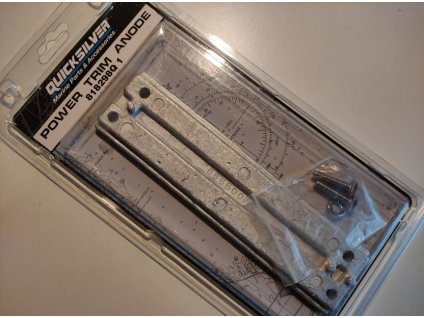 QUICKSILVER
Marine Parts & Accessories
POWER TRIM ANODE
818298Q 1